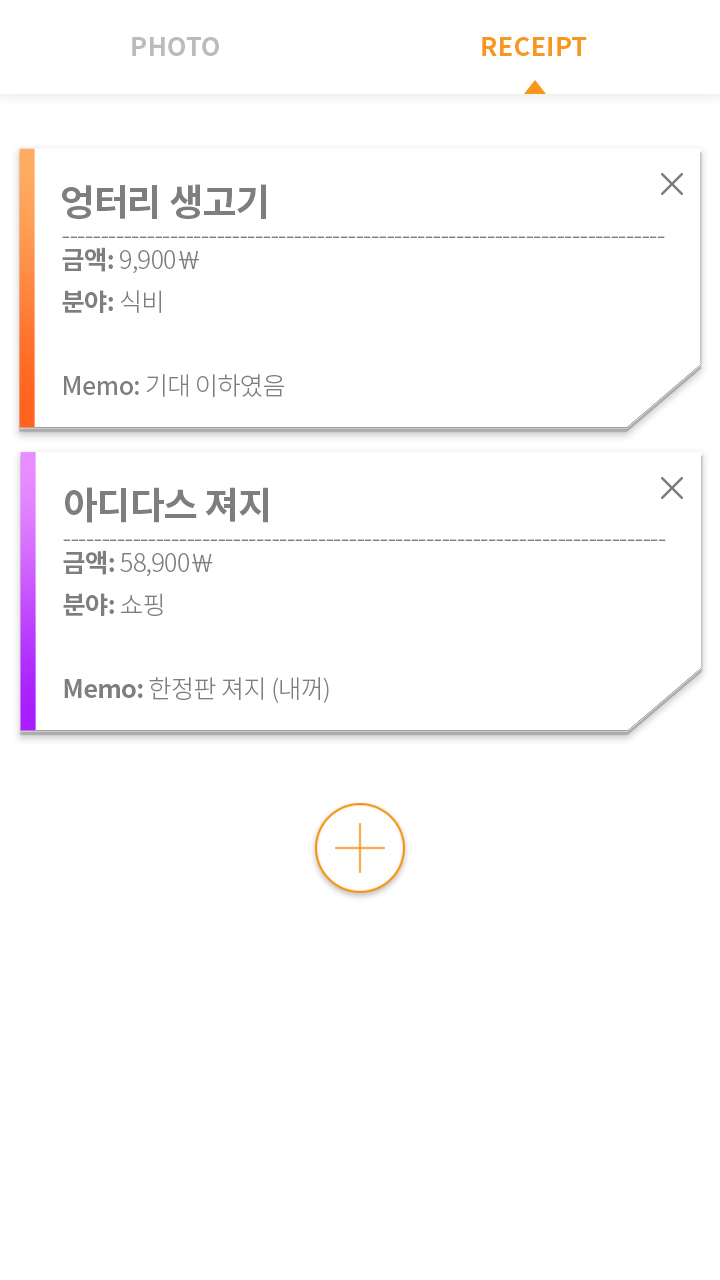 PHOTO
RECEIPT
엉터리 생고기
금액: 9,900₩
분야: 식비
Memo: 기대 이하였음
아디다스 져지
금액: 58,900₩
분야: 쇼핑
Memo: 한정판 져지 (내꺼)